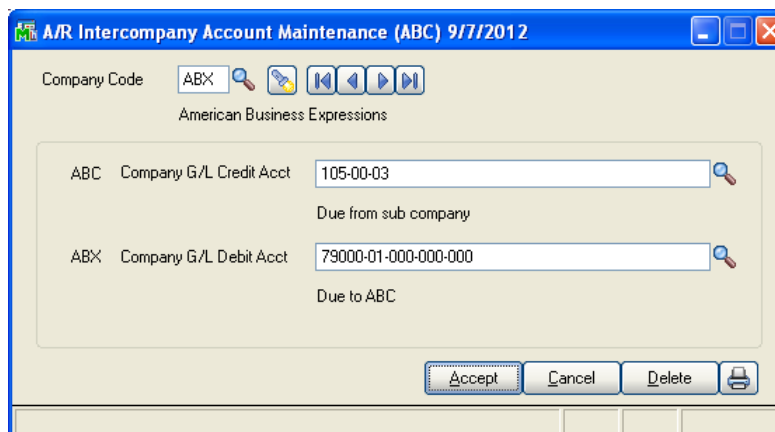 A/R Intercompany Account Maintenance (ABC) 9/7/2012
Company Code ABX
American Business Expressions
ABC Company G/L Credit Acct 105-00-03
Due from sub company
ABX Company G/L Debit Acct 79000-01-000-000-000
Due to ABC
Accept Cancel Delete